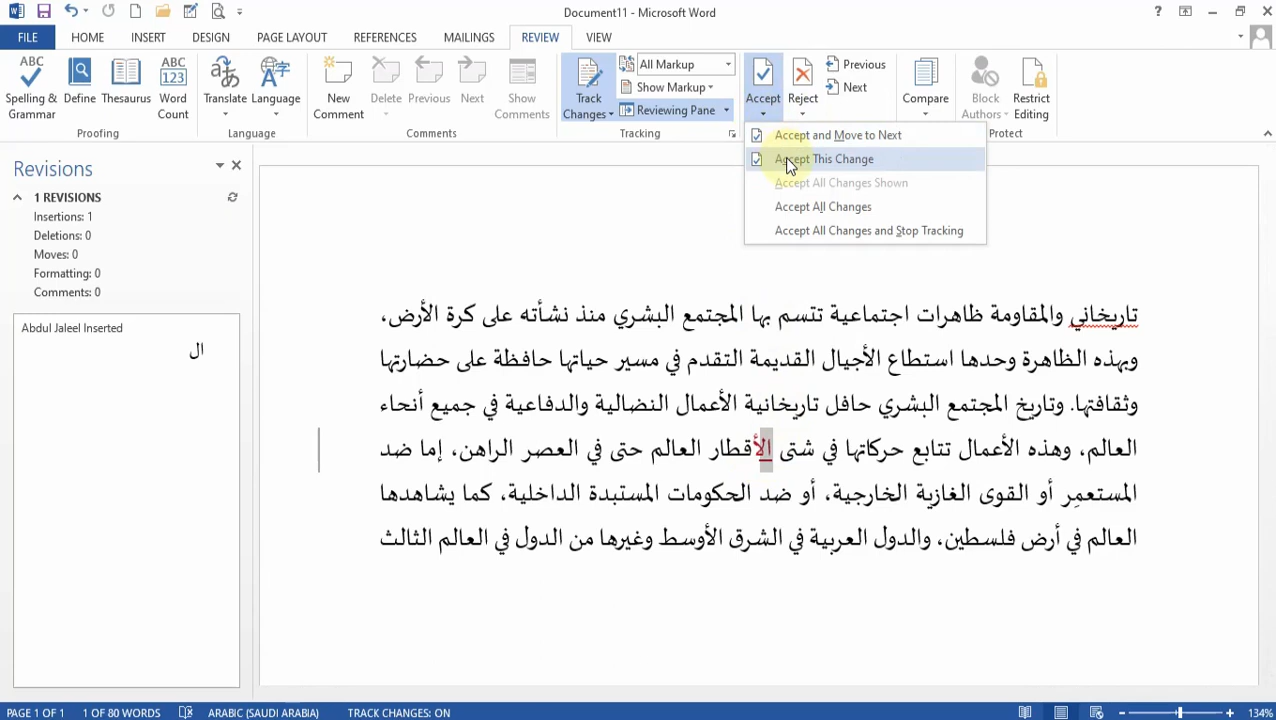 Document11 - Microsoft Word
?
FILE HOME INSERT DESIGN PAGE LAYOUT REFERENCES MAILINGS REVIEW VIEW
ABC
Spelling & Grammar
Define
Thesaurus
ABC 123
Word Count
Proofing
Translate
Language
Language
New Comment
Delete
Previous
Next
Show Comments
Comments
Track Changes
All Markup
Show Markup
Reviewing Pane
Tracking
Accept
Reject
Previous
Next
Compare
Block Authors
Restrict Editing
Protect
Accept and Move to Next
Accept This Change
Accept All Changes Shown
Accept All Changes
Accept All Changes and Stop Tracking
Revisions
1 REVISIONS
Insertions: 1
Deletions: 0
Moves: 0
Formatting: 0
Comments: 0
Abdul Jaleel Inserted
ال
تاريخاني والمقاومة ظاهرات اجتماعية تتسم بها المجتمع البشري منذ نشأته على كرة الأرض،
وبهذه الظاهرة وحدها استطاع الأجيال القديمة التقدم في مسير حياتها حافظة على حضارتها
وثقافتها. وتاريخ المجتمع البشري حافل تاريخانية الأعمال النضالية والدفاعية في جميع أنحاء
العالم، وهذه الأعمال تتابع حركاتها في شتى الأقطار العالم حتى في العصر الراهن، إما ضد
المستعمِر أو القوى الغازية الخارجية، أو ضد الحكومات المستبدة الداخلية، كما يشاهدها
العالم في أرض فلسطين، والدول العربية في الشرق الأوسط وغيرها من الدول في العالم الثالث
PAGE 1 OF 1 1 OF 80 WORDS ARABIC (SAUDI ARABIA) TRACK CHANGES: ON 134%